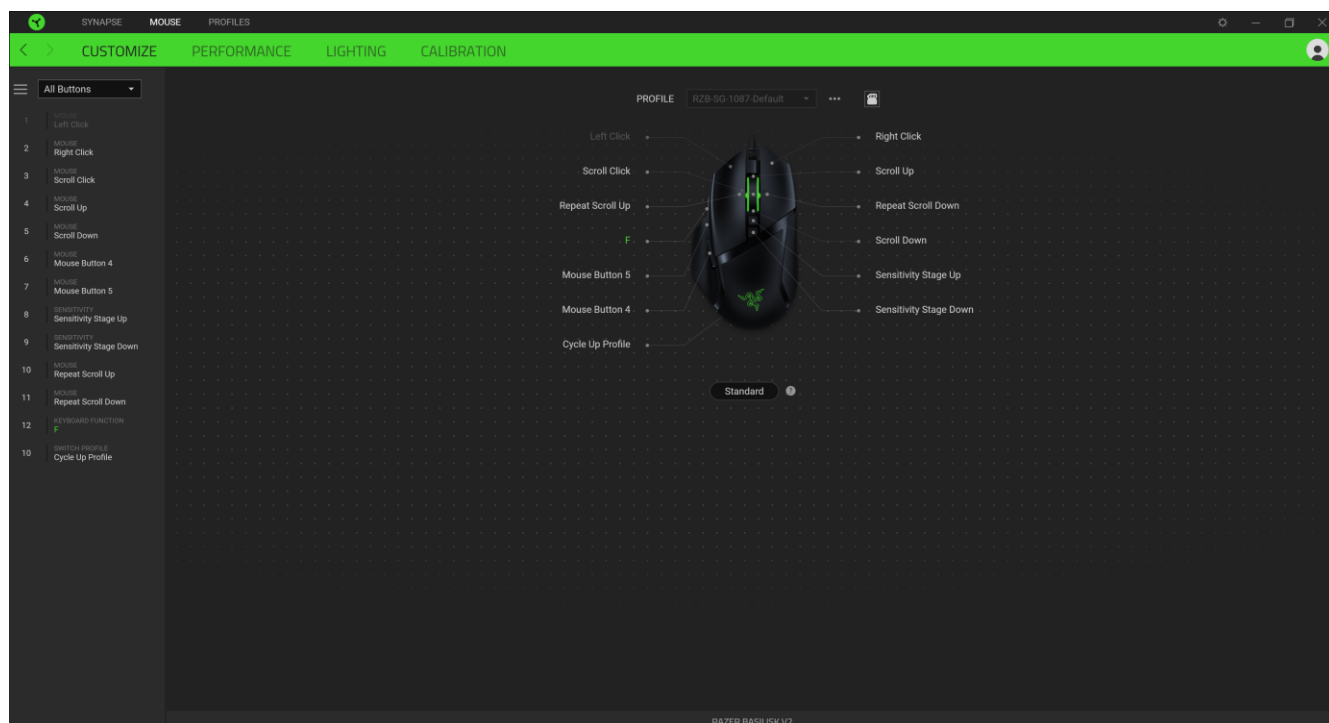 SYNAPSE MOUSE PROFILES
CUSTOMIZE PERFORMANCE LIGHTING CALIBRATION
All Buttons
PROFILE RZB-SG-1087-Default
1 MOUSE
Left Click
2 MOUSE
Right Click
3 MOUSE
Scroll Click
4 MOUSE
Scroll Up
5 MOUSE
Scroll Down
6 MOUSE
Mouse Button 4
7 MOUSE
Mouse Button 5
8 SENSITIVITY
Sensitivity Stage Up
9 SENSITIVITY
Sensitivity Stage Down
10 MOUSE
Repeat Scroll Up
11 MOUSE
Repeat Scroll Down
12 KEYBOARD FUNCTION
F
10 SWITCH PROFILE
Cycle Up Profile
Left Click Right Click
Scroll Click Scroll Up
Repeat Scroll Up Repeat Scroll Down
F Scroll Down
Mouse Button 5 Sensitivity Stage Up
Mouse Button 4 Sensitivity Stage Down
Cycle Up Profile
Standard ?
RAZER BASILISK V2